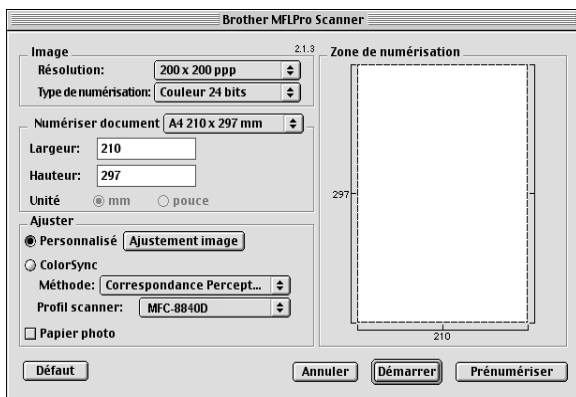 Brother MFLPro Scanner
Image
2.1.3
Résolution: 200 x 200 ppp
Type de numérisation: Couleur 24 bits
Numériser document A4 210 x 297 mm
Largeur: 210
Hauteur: 297
Unité mm pouce
Ajuster
Personnalisé Ajustement image
ColorSync
Méthode: Correspondance Percept...
Profil scanner: MFC-8840D
Papier photo
Zone de numérisation
297
210
Défaut Annuler Démarrer Prénumériser